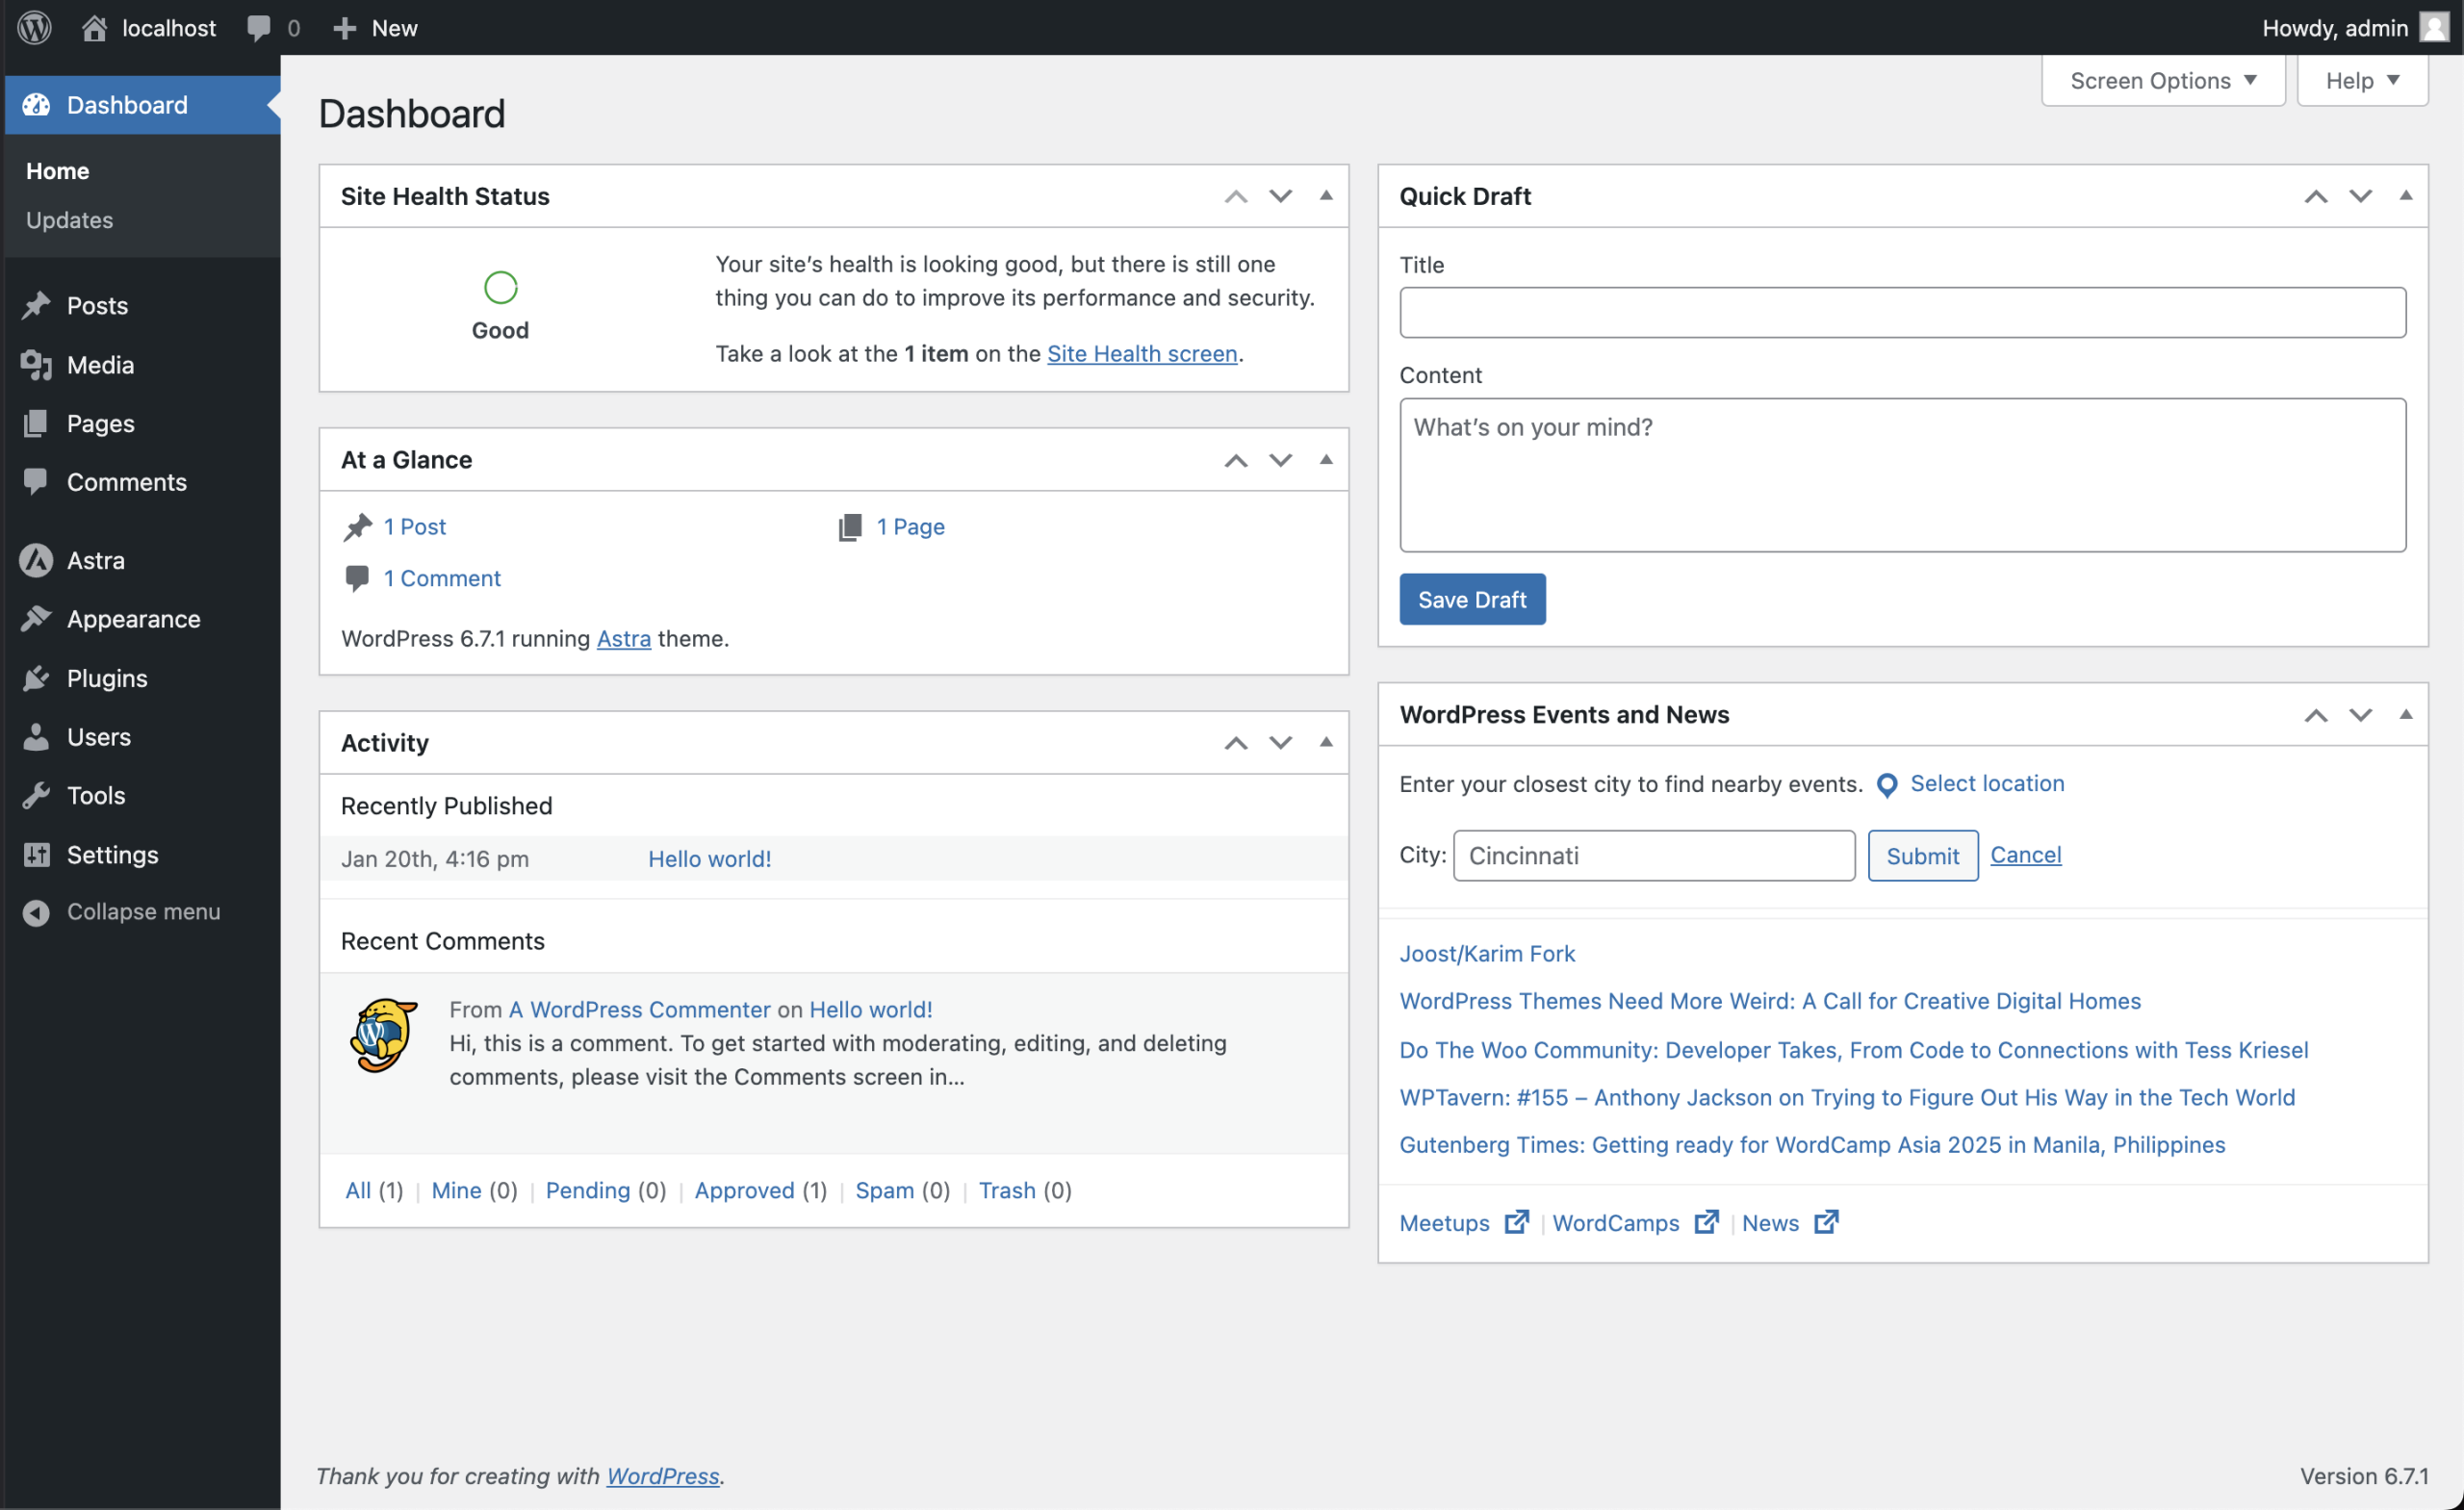 localhost
0
New
Howdy, admin
Dashboard
Home
Updates
Posts
Media
Pages
Comments
Astra
Appearance
Plugins
Users
Tools
Settings
Collapse menu
Screen Options
Help
Dashboard
Site Health Status
Good
Your site’s health is looking good, but there is still one
thing you can do to improve its performance and security.
Take a look at the 1 item on the Site Health screen.
At a Glance
1 Post
1 Page
1 Comment
WordPress 6.7.1 running Astra theme.
Activity
Recently Published
Jan 20th, 4:16 pm Hello world!
Recent Comments
From A WordPress Commenter on Hello world!
Hi, this is a comment. To get started with moderating, editing, and deleting
comments, please visit the Comments screen in…
All (1) | Mine (0) | Pending (0) | Approved (1) | Spam (0) | Trash (0)
Quick Draft
Title
Content
What’s on your mind?
Save Draft
WordPress Events and News
Enter your closest city to find nearby events. Select location
City: Cincinnati Submit Cancel
Joost/Karim Fork
WordPress Themes Need More Weird: A Call for Creative Digital Homes
Do The Woo Community: Developer Takes, From Code to Connections with Tess Kriesel
WPTavern: #155 – Anthony Jackson on Trying to Figure Out His Way in the Tech World
Gutenberg Times: Getting ready for WordCamp Asia 2025 in Manila, Philippines
Meetups | WordCamps | News
Thank you for creating with WordPress.
Version 6.7.1